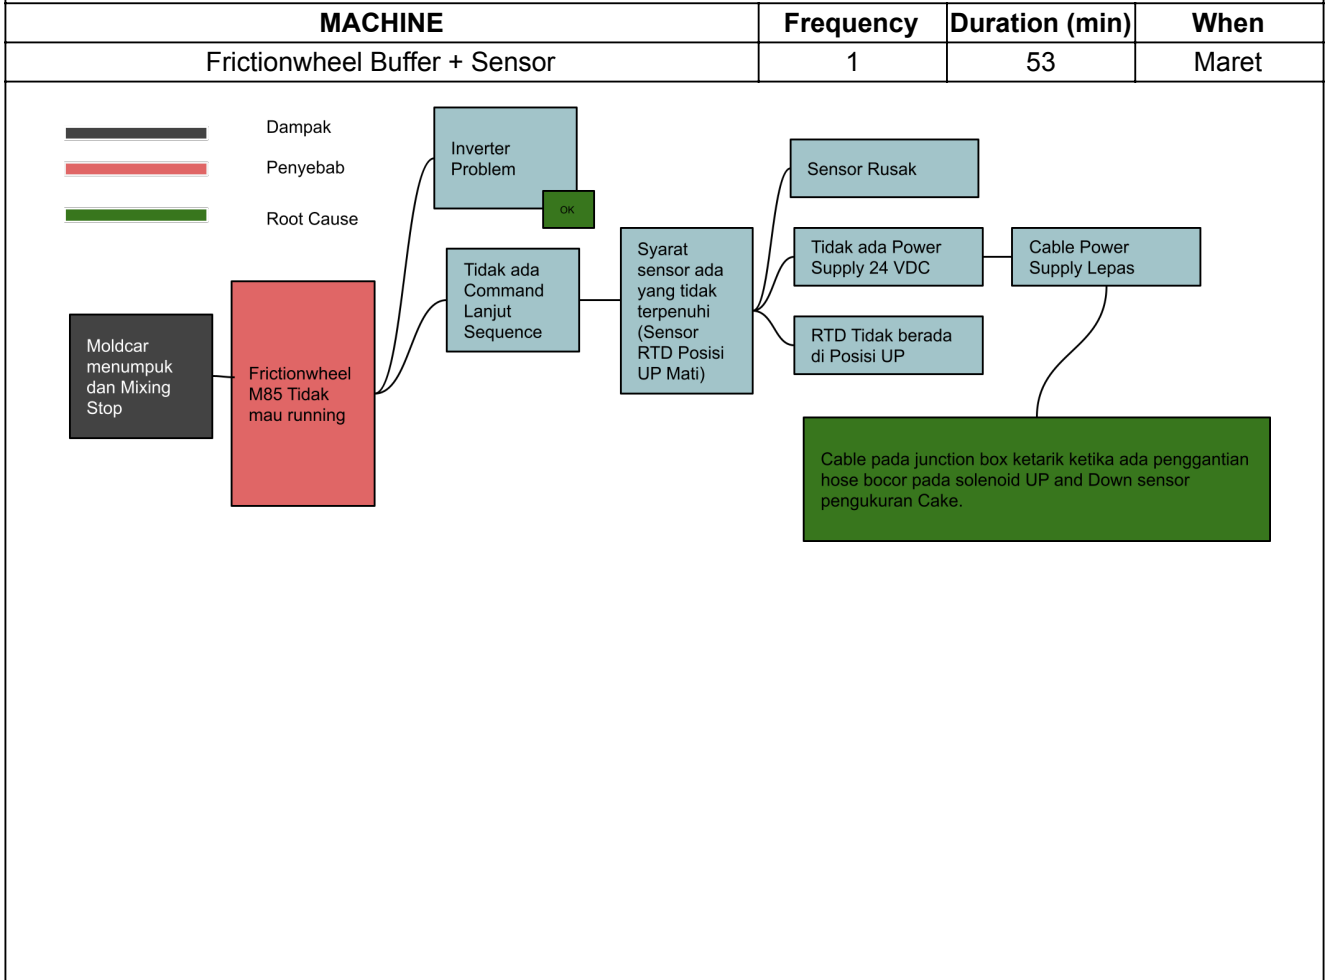 MACHINE Frequency Duration (min) When
Frictionwheel Buffer + Sensor 1 53 Maret
Dampak
Penyebab
Root Cause
Moldcar
menumpuk
dan Mixing
Stop
Frictionwheel
M85 Tidak
mau running
Inverter
Problem
OK
Tidak ada
Command
Lanjut
Sequence
Syarat
sensor ada
yang tidak
terpenuhi
(Sensor
RTD Posisi
UP Mati)
Sensor Rusak
Tidak ada Power
Supply 24 VDC
Cable Power
Supply Lepas
RTD Tidak berada
di Posisi UP
Cable pada junction box ketarik ketika ada penggantian
hose bocor pada solenoid UP and Down sensor
pengukuran Cake.